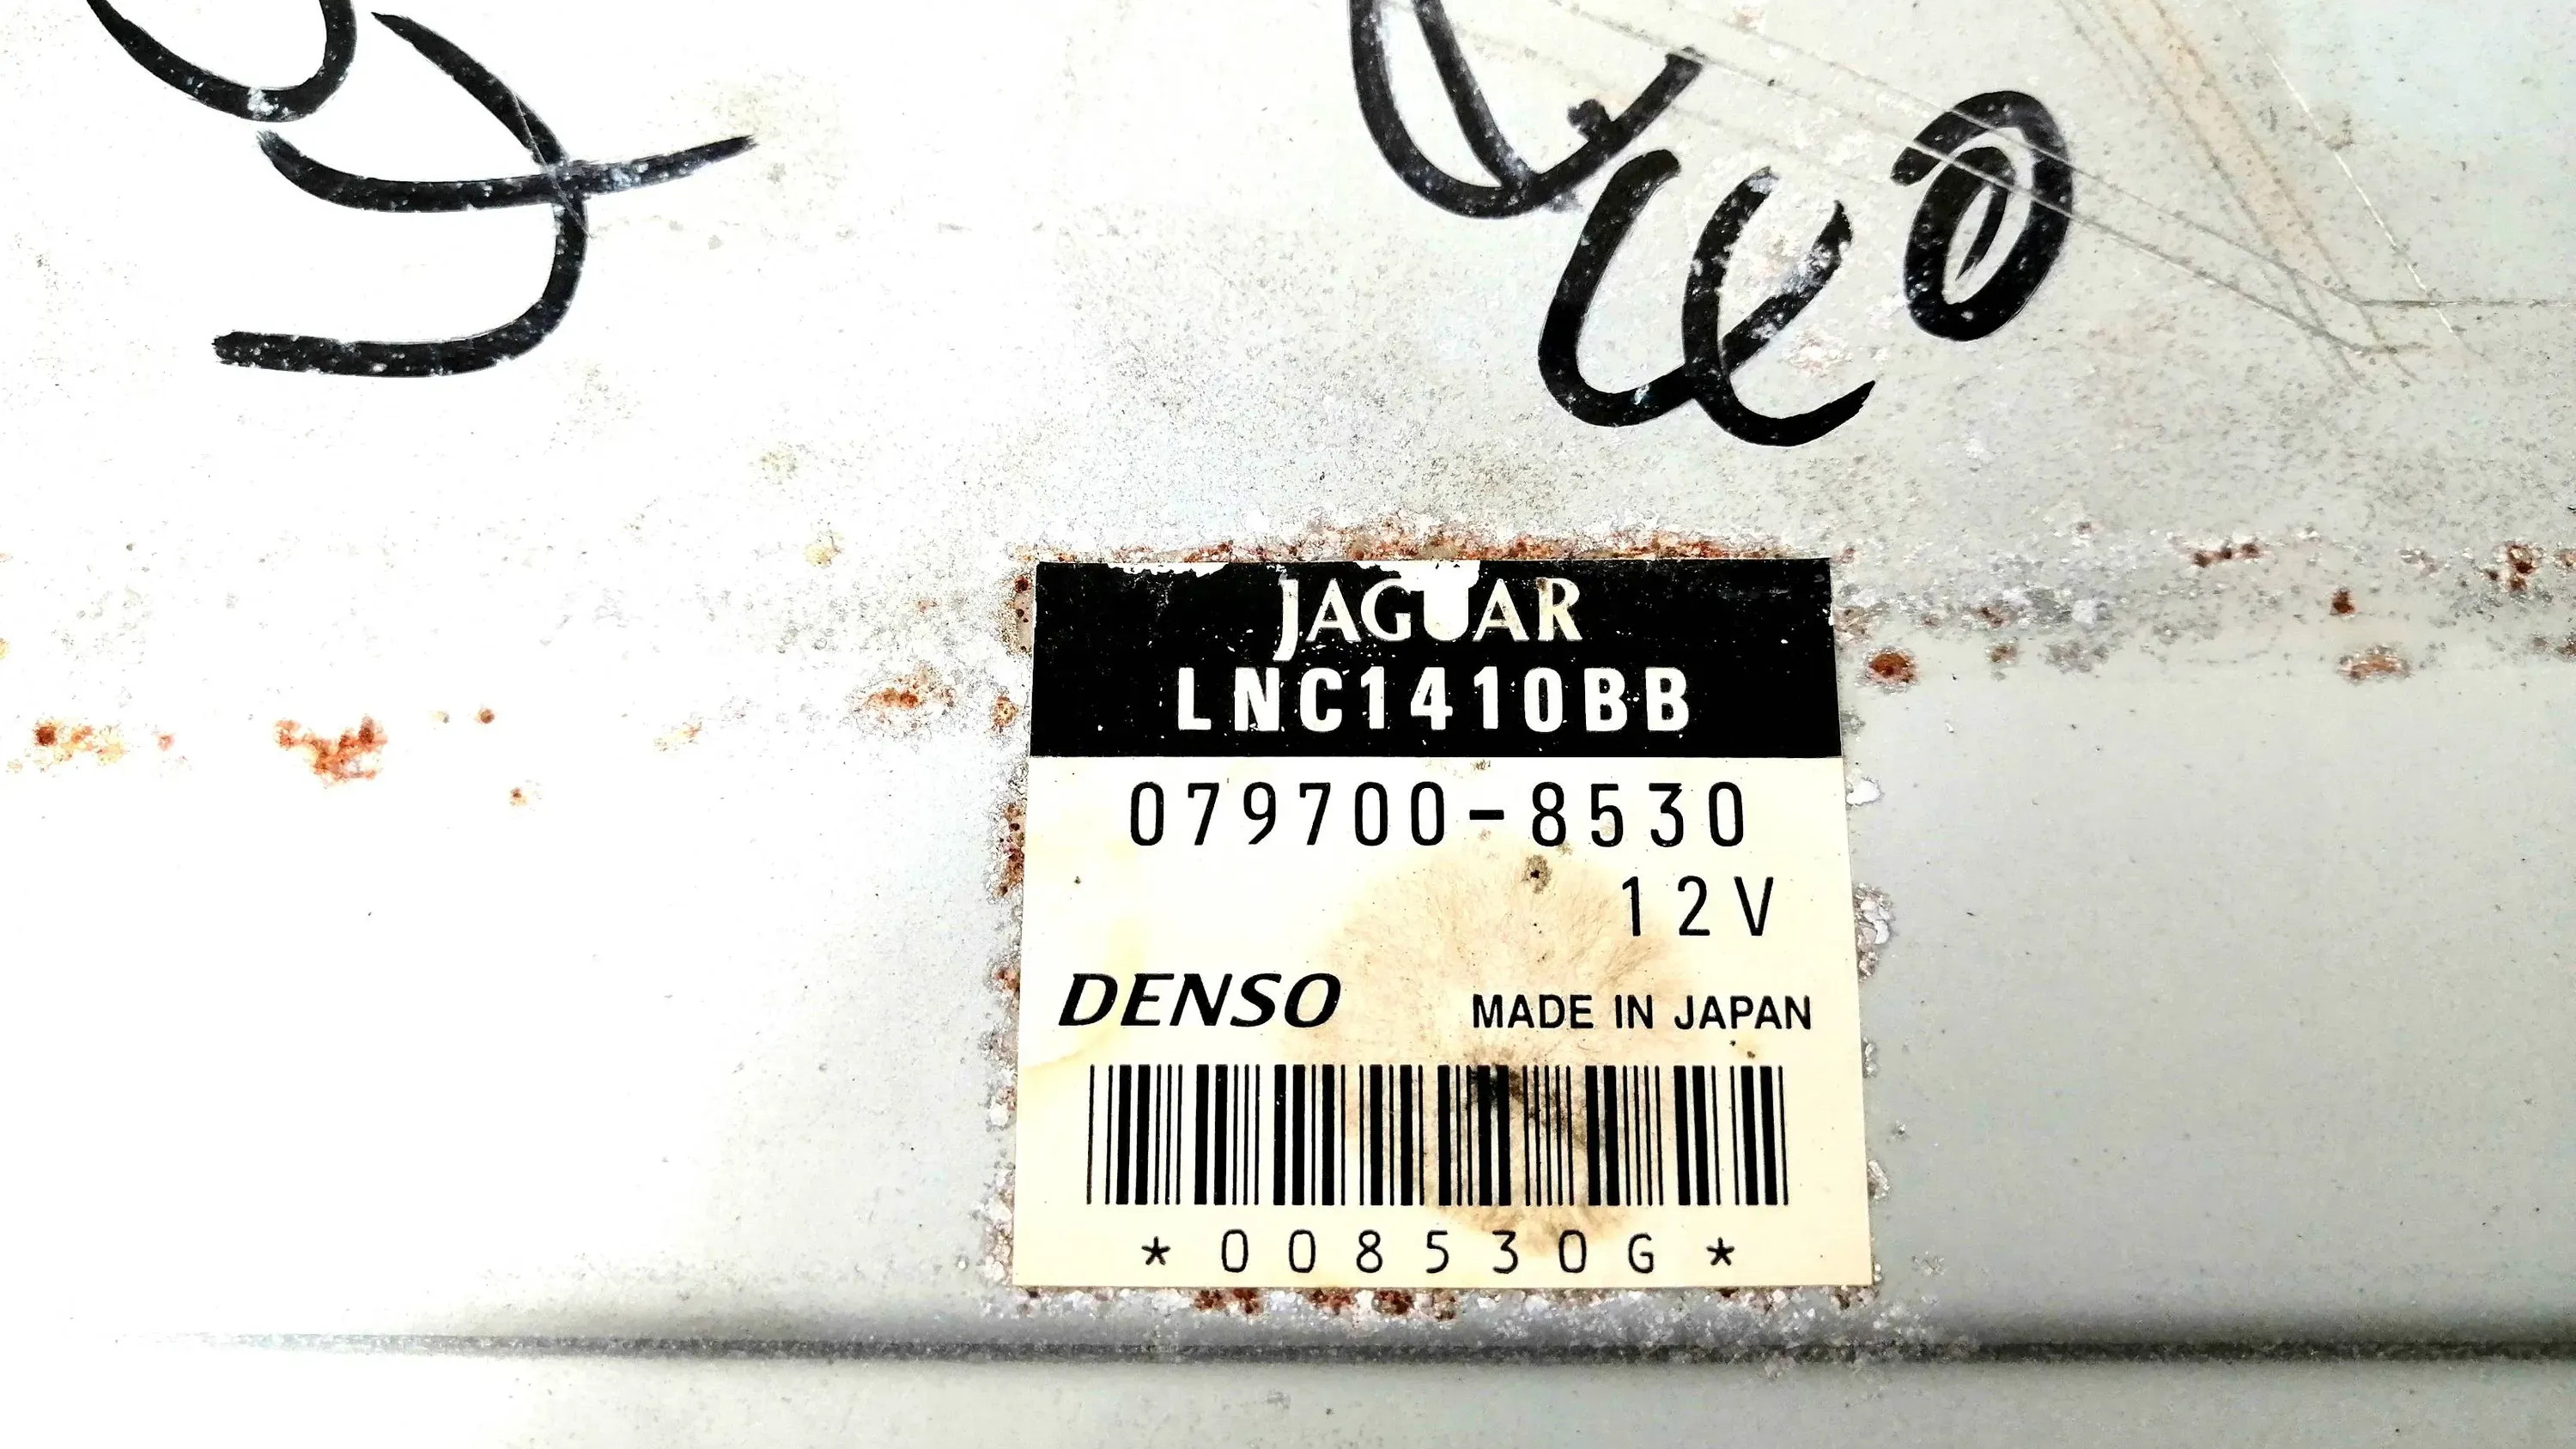 JAGUAR
LNC1410BB
079700-8530
12V
DENSO MADE IN JAPAN
*008530G*